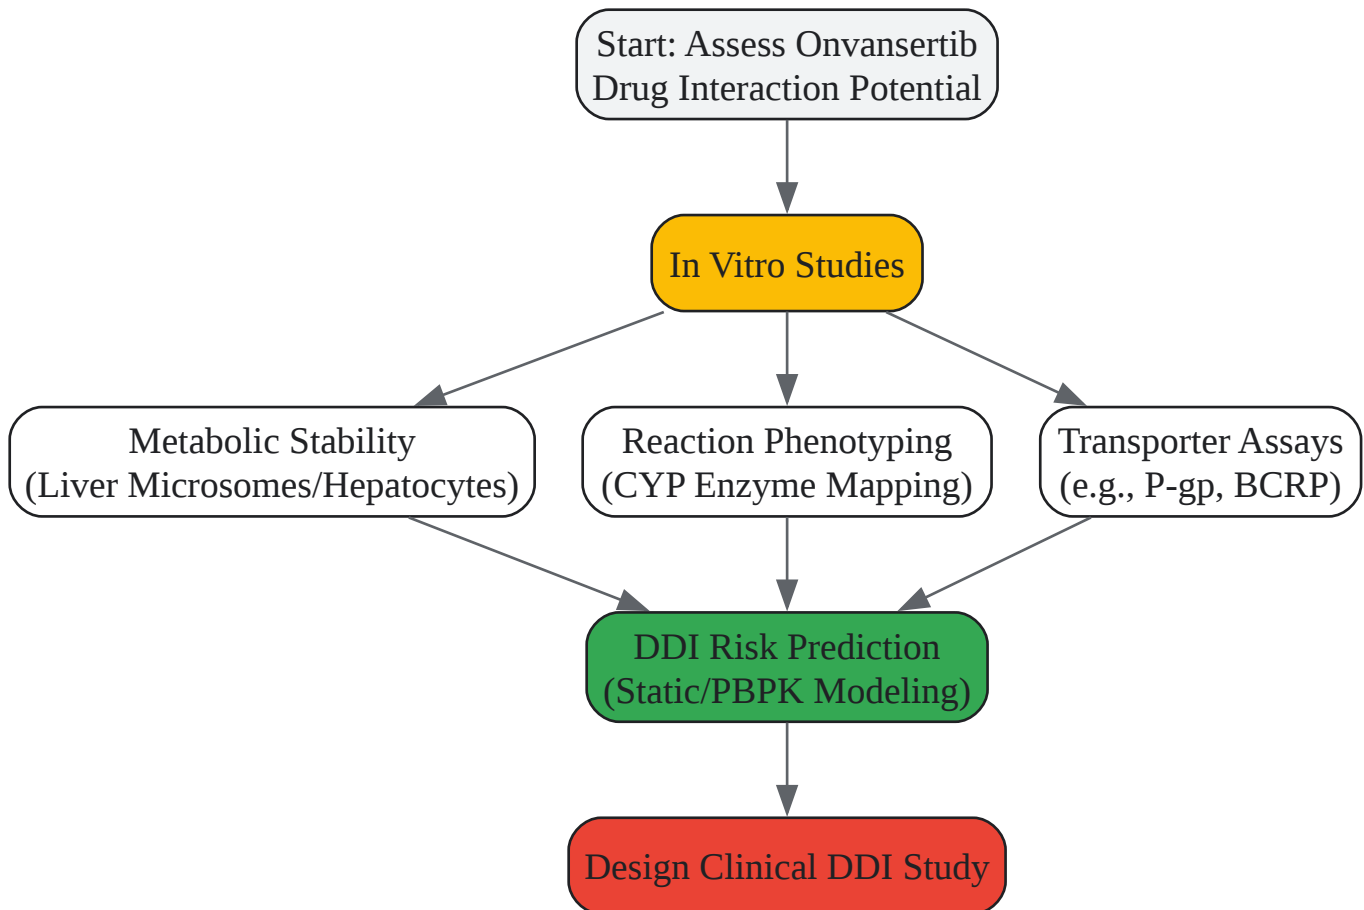 Start: Assess Onvansertib
Drug Interaction Potential
In Vitro Studies
Metabolic Stability
(Liver Microsomes/Hepatocytes)
Reaction Phenotyping
(CYP Enzyme Mapping)
Transporter Assays
(e.g., P-gp, BCRP)
DDI Risk Prediction
(Static/PBPK Modeling)
Design Clinical DDI Study